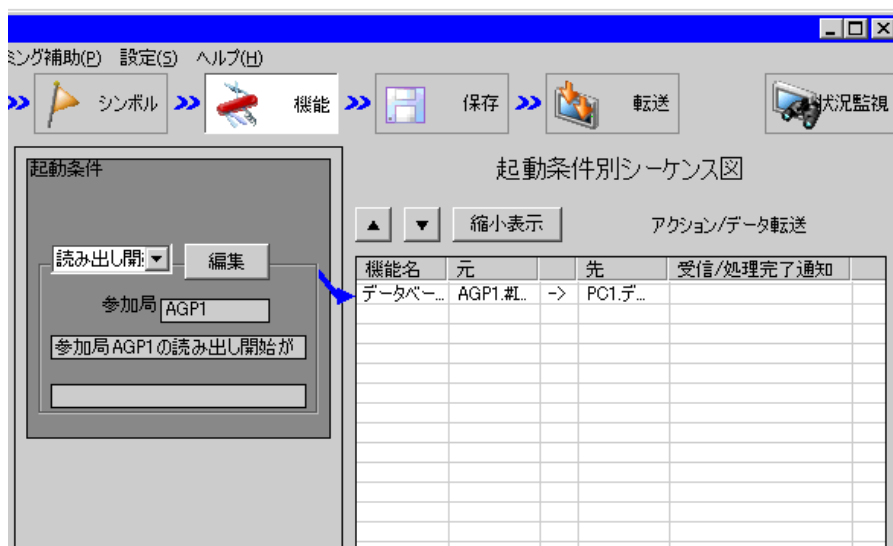 ミング補助(P) 設定(S) ヘルプ(H)
シンボル 機能 保存 転送 状況監視
起動条件
起動条件別シーケンス図
縮小表示 アクション/データ転送
読み出し開 編集
機能名 元 先 受信/処理完了通知
データベー... AGP1.#I... -> PC1.デ...
参加局 AGP1
参加局AGP1の読み出し開始が